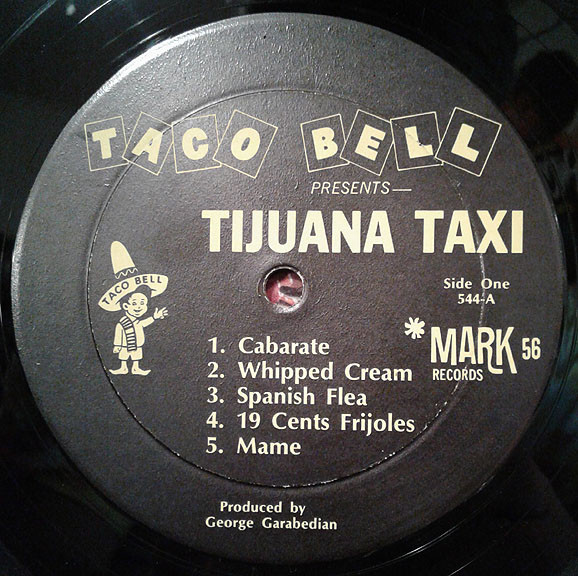 TACO BELL
PRESENTS—
TIJUANA TAXI
TACO BELL
Side One
544-A
*MARK 56
RECORDS
1. Cabarate
2. Whipped Cream
3. Spanish Flea
4. 19 Cents Frijoles
5. Mame
Produced by
George Garabedian